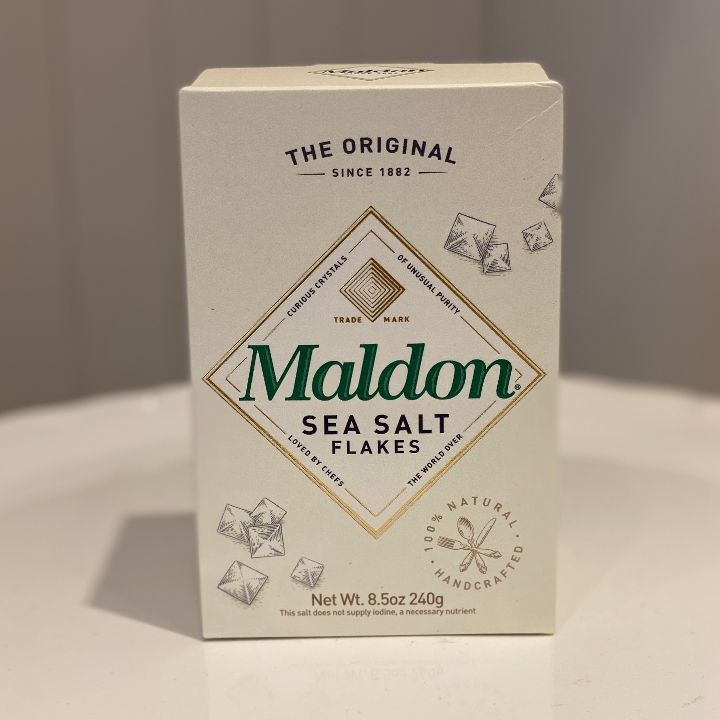 Maldon
THE ORIGINAL
SINCE 1882
CURIOUS CRYSTALS
OF UNUSUAL PURITY
TRADE MARK
Maldon®
SEA SALT
FLAKES
LOVED BY CHEFS
THE WORLD OVER
100% NATURAL · HANDCRAFTED ·
Net Wt. 8.5oz 240g
This salt does not supply iodine, a necessary nutrient